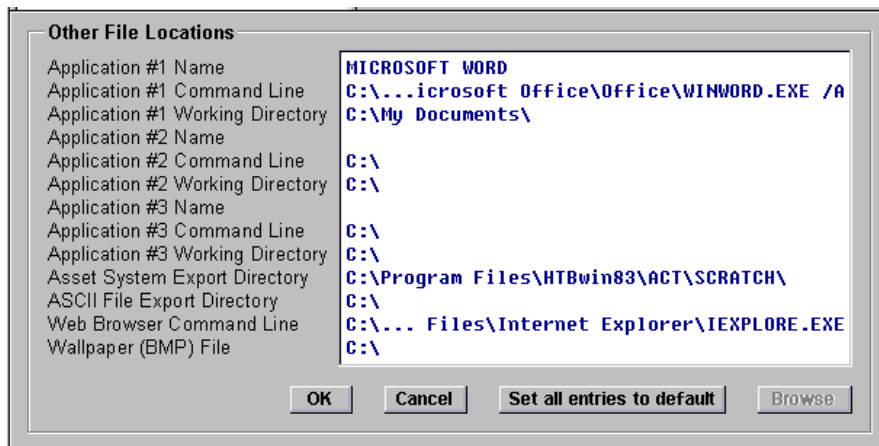 Other File Locations
Application #1 Name MICROSOFT WORD
Application #1 Command Line C:\...icrosoft Office\Office\WINWORD.EXE /A
Application #1 Working Directory C:\My Documents\
Application #2 Name
Application #2 Command Line C:\
Application #2 Working Directory C:\
Application #3 Name
Application #3 Command Line C:\
Application #3 Working Directory C:\
Asset System Export Directory C:\Program Files\HTBwin83\ACT\SCRATCH\
ASCII File Export Directory C:\
Web Browser Command Line C:\... Files\Internet Explorer\IEXPLORE.EXE
Wallpaper (BMP) File C:\
OK Cancel Set all entries to default Browse